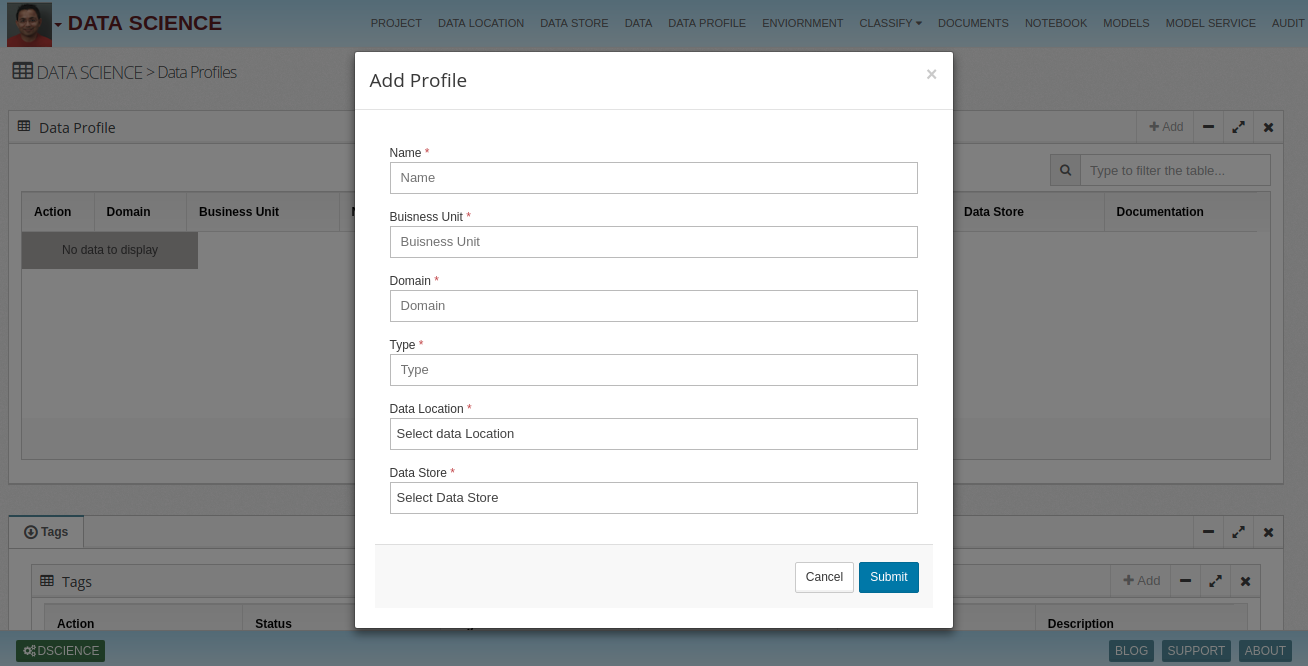 DATA SCIENCE
PROJECT DATA LOCATION DATA STORE DATA DATA PROFILE ENVIORNMENT CLASSIFY DOCUMENTS NOTEBOOK MODELS MODEL SERVICE AUDIT
DATA SCIENCE > Data Profiles
Add Profile ×
Data Profile
Add
Type to filter the table...
Action Domain Business Unit Data Store Documentation
No data to display
Name *
Name
Buisness Unit *
Buisness Unit
Domain *
Domain
Type *
Type
Data Location *
Select data Location
Data Store *
Select Data Store
Cancel Submit
Tags
Tags
Add
Action Status Description
DSCIENCE
BLOG SUPPORT ABOUT